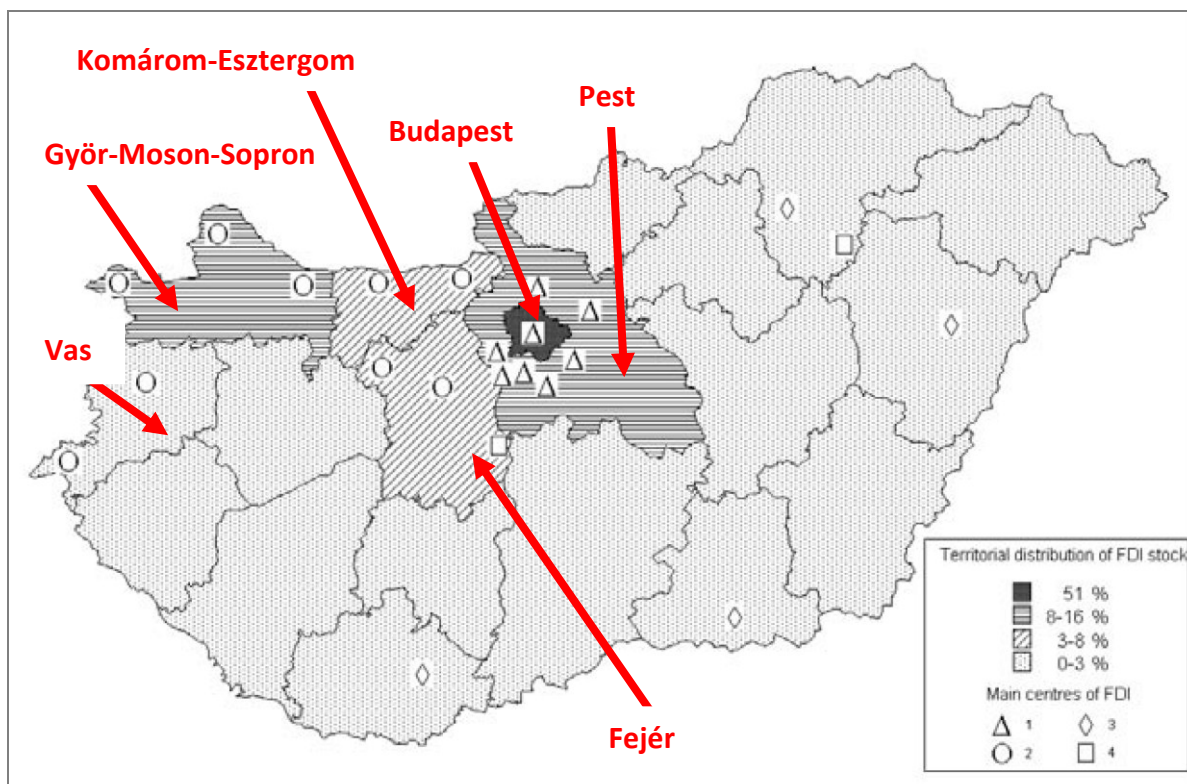 Komárom-Esztergom
Pest
Budapest
Györ-Moson-Sopron
Vas
Fejér
Territorial distribution of FDI stock
51 %
8-16 %
3-8 %
0-3 %
Main centres of FDI
1 3
2 4